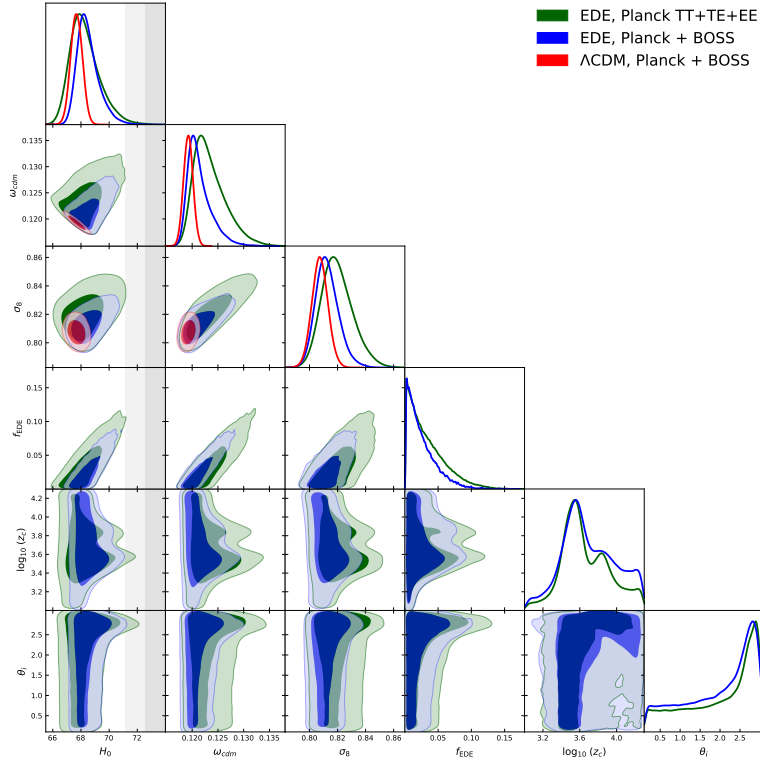 EDE, Planck TT+TE+EE
EDE, Planck + BOSS
ΛCDM, Planck + BOSS
0.135
0.130
0.125
0.120
ω_cdm
0.86
0.84
0.82
0.80
σ_8
0.15
0.10
0.05
f_EDE
4.2
4.0
3.8
3.6
3.4
3.2
log_10 (z_c)
2.5
2.0
1.5
1.0
0.5
θ_i
66 68 70 72
0.120 0.125 0.130 0.135
0.80 0.82 0.84 0.86
0.05 0.10 0.15
3.2 3.6 4.0
0.5 1.0 1.5 2.5
H_0
ω_cdm
σ_8
f_EDE
log_10 (z_c)
θ_i